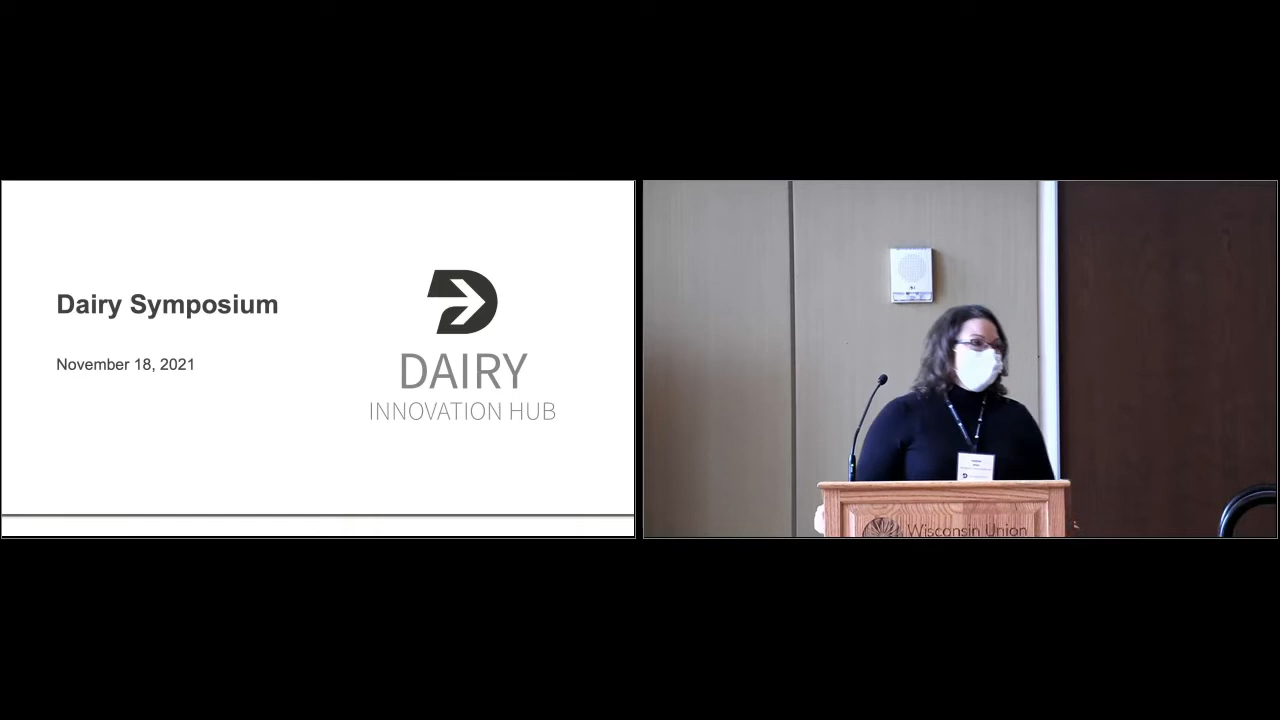 Dairy Symposium
November 18, 2021
DAIRY
INNOVATION HUB
Wisconsin Union